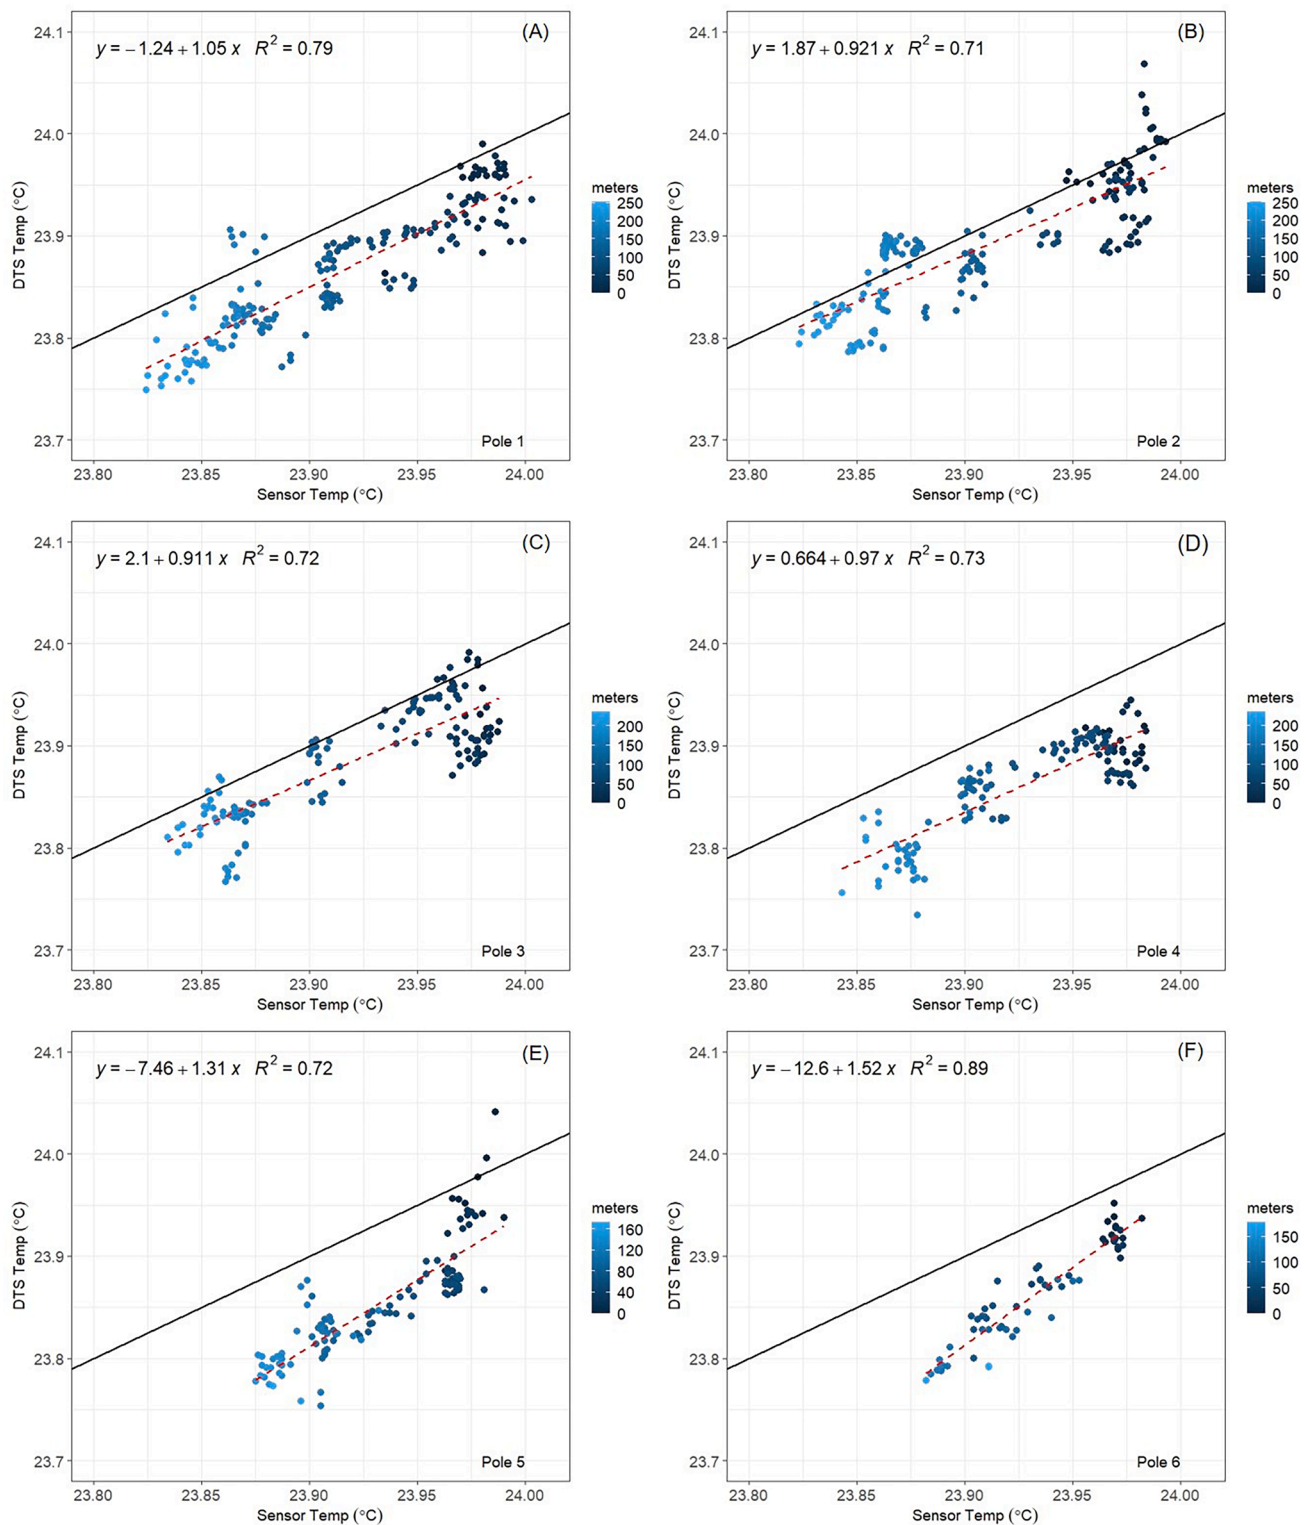 (A)
y = −1.24 + 1.05 x R² = 0.79
24.1
24.0
23.9
23.8
23.7
DTS Temp (°C)
Pole 1
23.80 23.85 23.90 23.95 24.00
Sensor Temp (°C)
meters
250
200
150
100
50
0
(B)
y = 1.87 + 0.921 x R² = 0.71
24.1
24.0
23.9
23.8
23.7
DTS Temp (°C)
Pole 2
23.80 23.85 23.90 23.95 24.00
Sensor Temp (°C)
meters
250
200
150
100
50
0
(C)
y = 2.1 + 0.911 x R² = 0.72
24.1
24.0
23.9
23.8
23.7
DTS Temp (°C)
Pole 3
23.80 23.85 23.90 23.95 24.00
Sensor Temp (°C)
meters
200
150
100
50
0
(D)
y = 0.664 + 0.97 x R² = 0.73
24.1
24.0
23.9
23.8
23.7
DTS Temp (°C)
Pole 4
23.80 23.85 23.90 23.95 24.00
Sensor Temp (°C)
meters
200
150
100
50
0
(E)
y = −7.46 + 1.31 x R² = 0.72
24.1
24.0
23.9
23.8
23.7
DTS Temp (°C)
Pole 5
23.80 23.85 23.90 23.95 24.00
Sensor Temp (°C)
meters
160
120
80
40
0
(F)
y = −12.6 + 1.52 x R² = 0.89
24.1
24.0
23.9
23.8
23.7
DTS Temp (°C)
Pole 6
23.80 23.85 23.90 23.95 24.00
Sensor Temp (°C)
meters
150
100
50
0